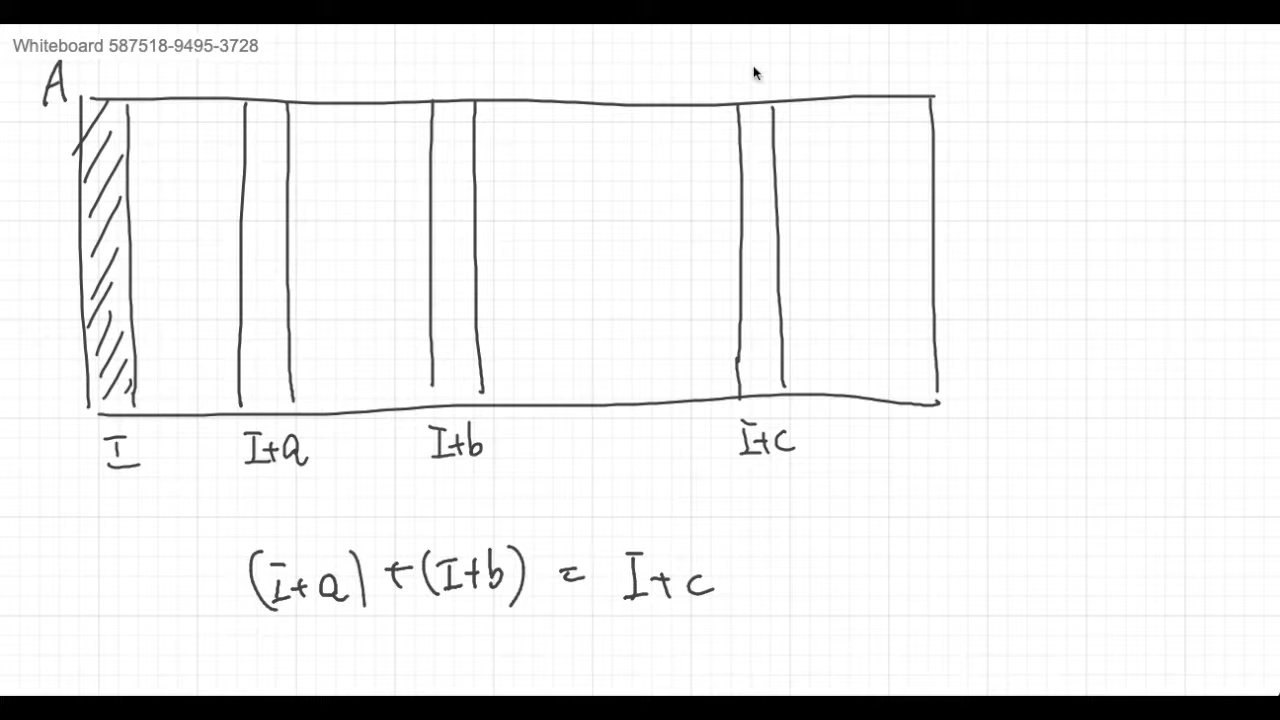 Whiteboard 587518-9495-3728
A
I I+a I+b I+c
(I+a) + (I+b) = I+c